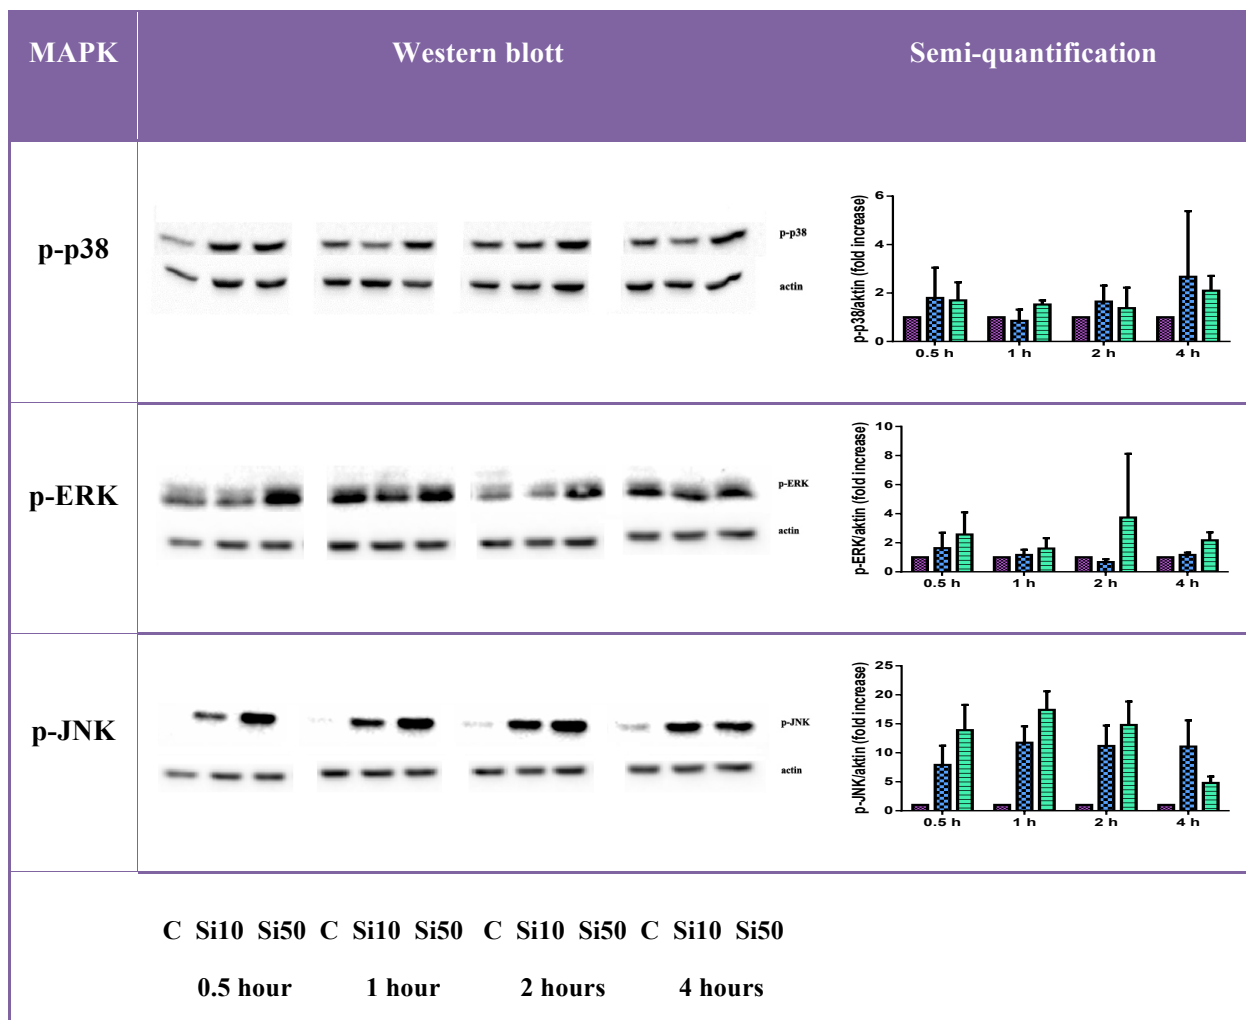 MAPK Western blott Semi-quantification
p-p38
p-p38
actin
p-p38/aktin (fold increase)
6
4
2
0
0.5 h 1 h 2 h 4 h
p-ERK
p-ERK
actin
p-ERK/aktin (fold increase)
10
8
6
4
2
0
0.5 h 1 h 2 h 4 h
p-JNK
p-JNK
actin
p-JNK/aktin (fold increase)
25
20
15
10
5
0
0.5 h 1 h 2 h 4 h
C Si10 Si50 C Si10 Si50 C Si10 Si50 C Si10 Si50
0.5 hour 1 hour 2 hours 4 hours